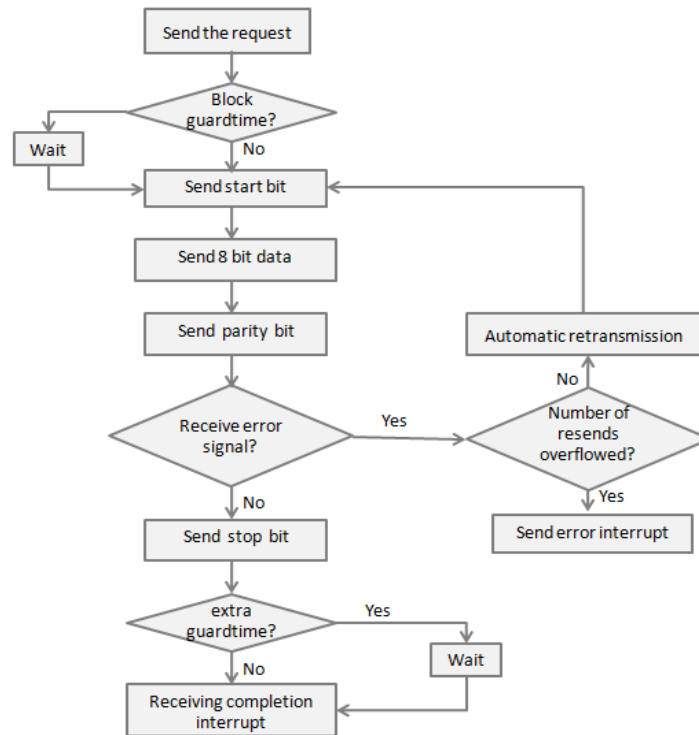 Send the request
Block
guardtime?
Wait
No
Send start bit
Send 8 bit data
Send parity bit
Automatic retransmission
No
Receive error
signal?
Yes
Number of
resends
overflowed?
No
Yes
Send stop bit
Send error interrupt
extra
guardtime?
Yes
Wait
No
Receiving completion
interrupt